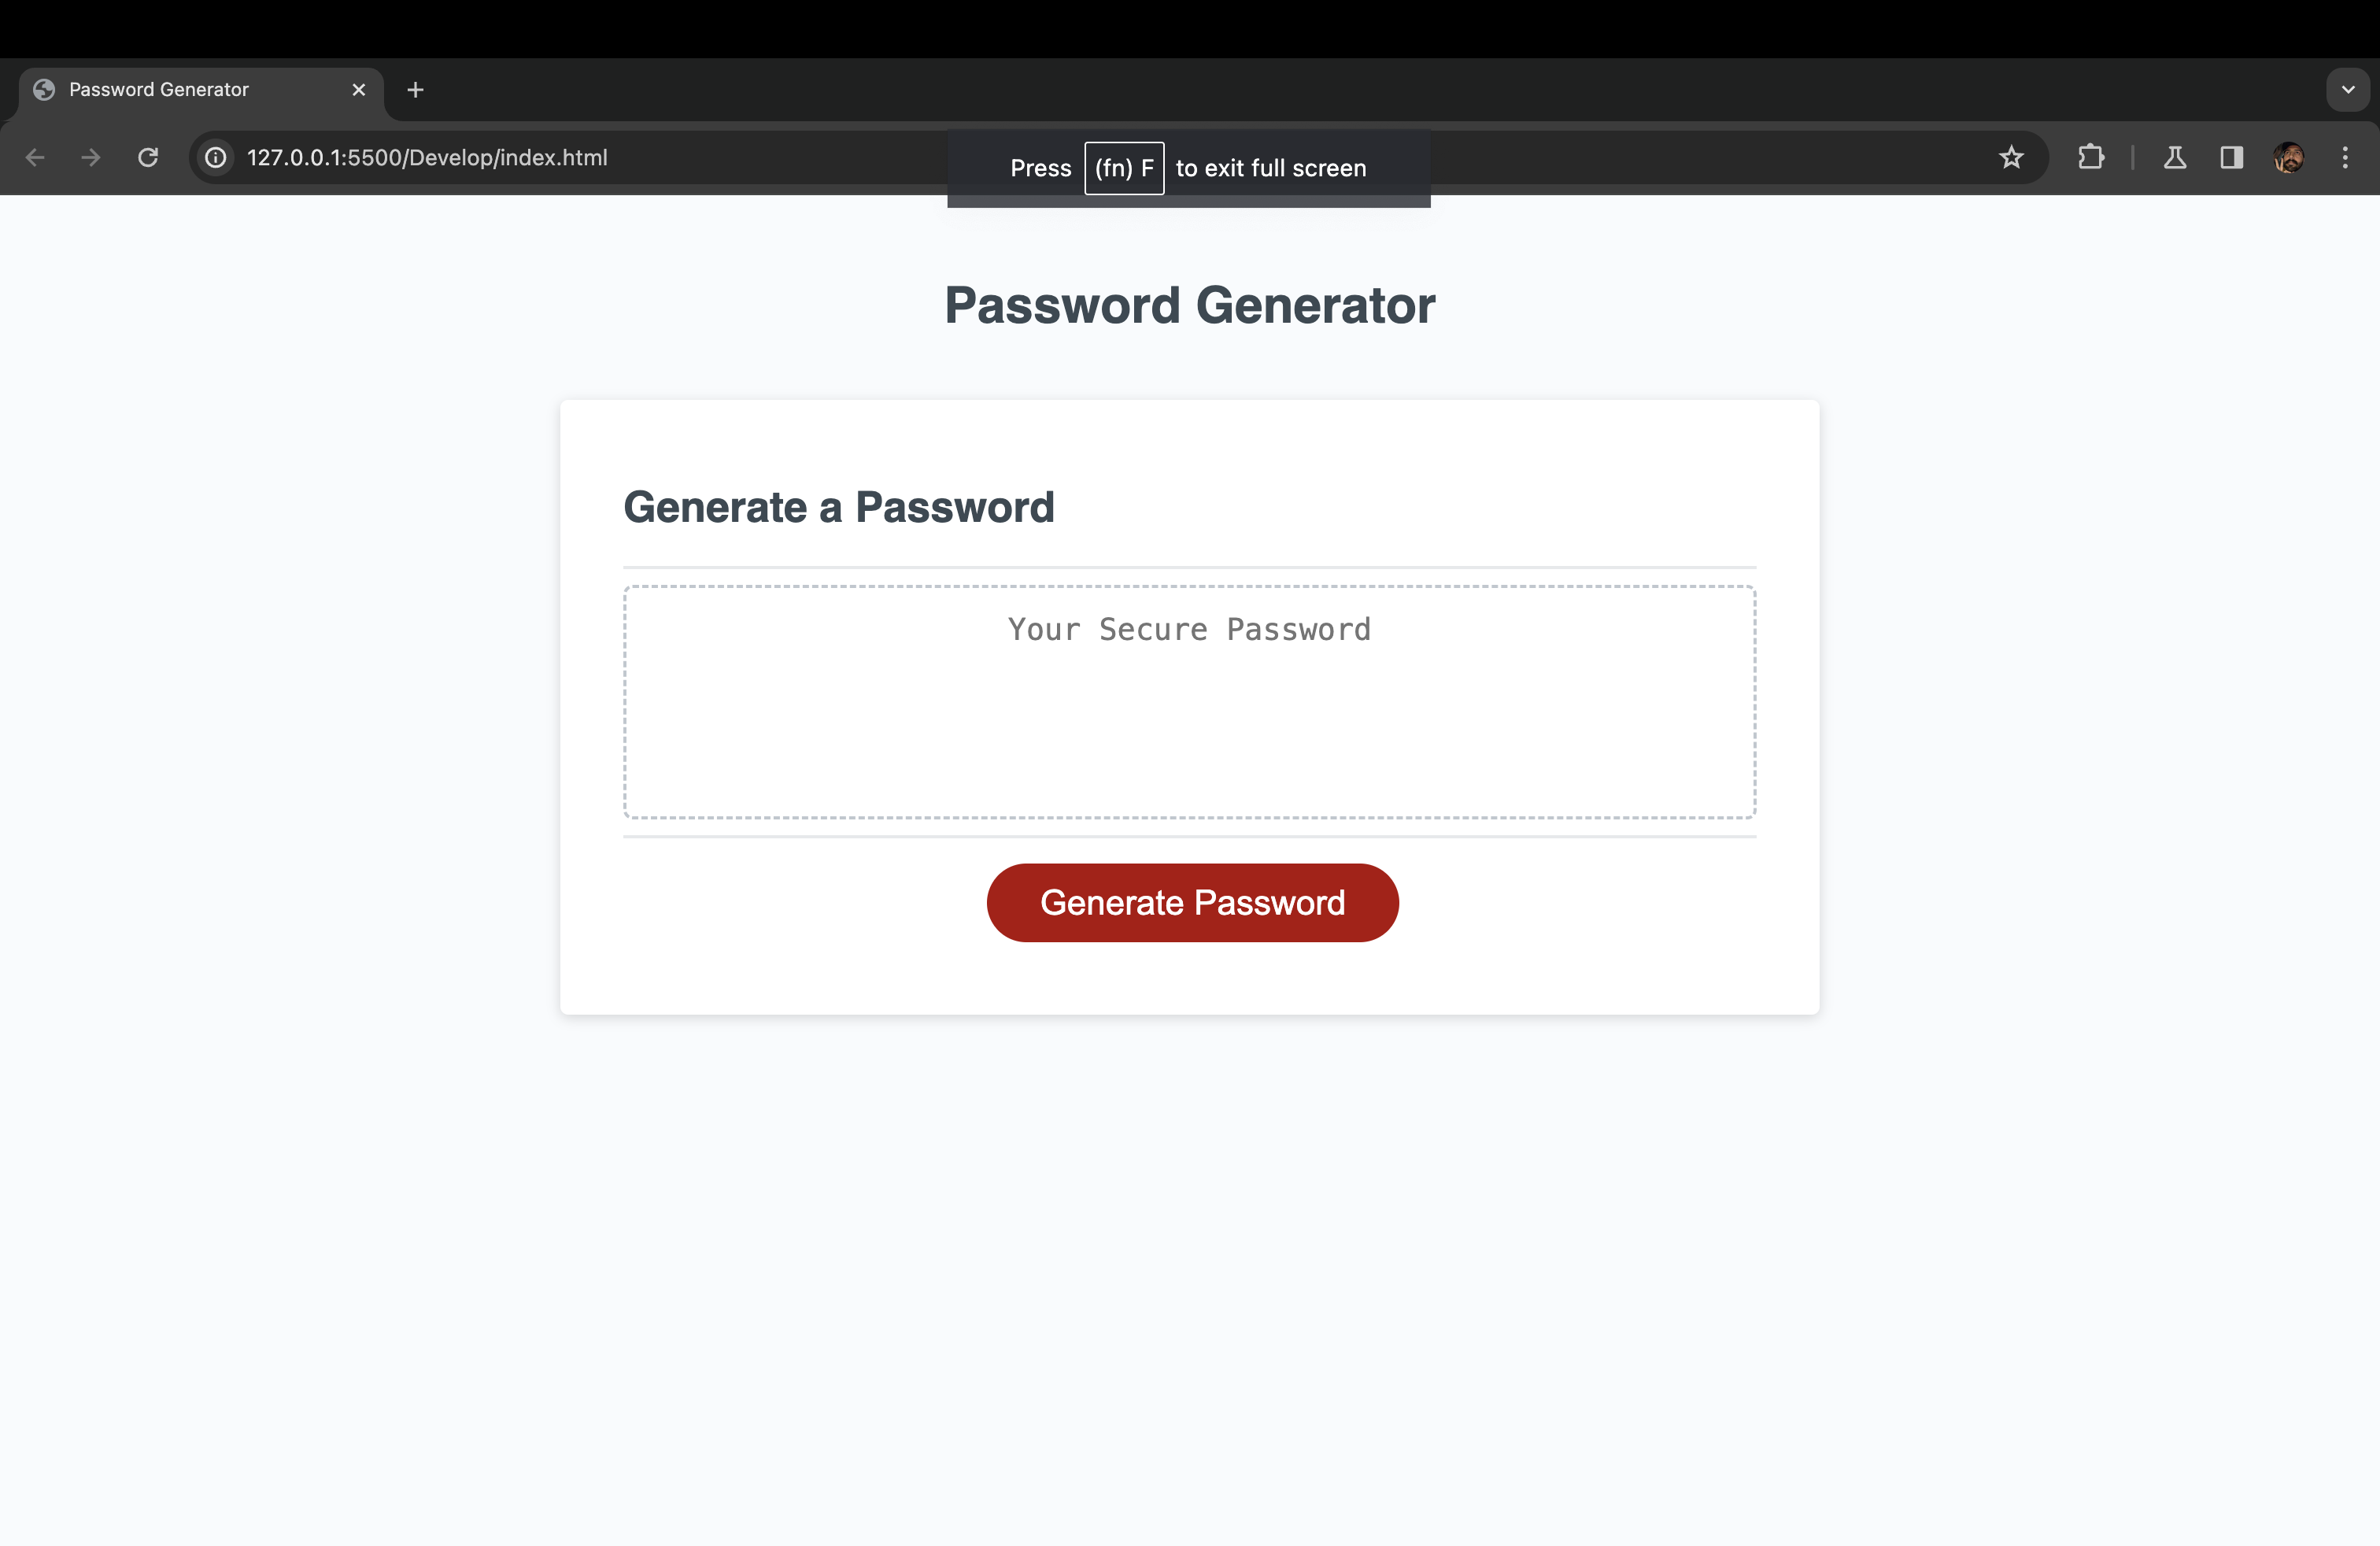 Password Generator
127.0.0.1:5500/Develop/index.html
Press (fn) F to exit full screen
Password Generator
Generate a Password
Your Secure Password
Generate Password